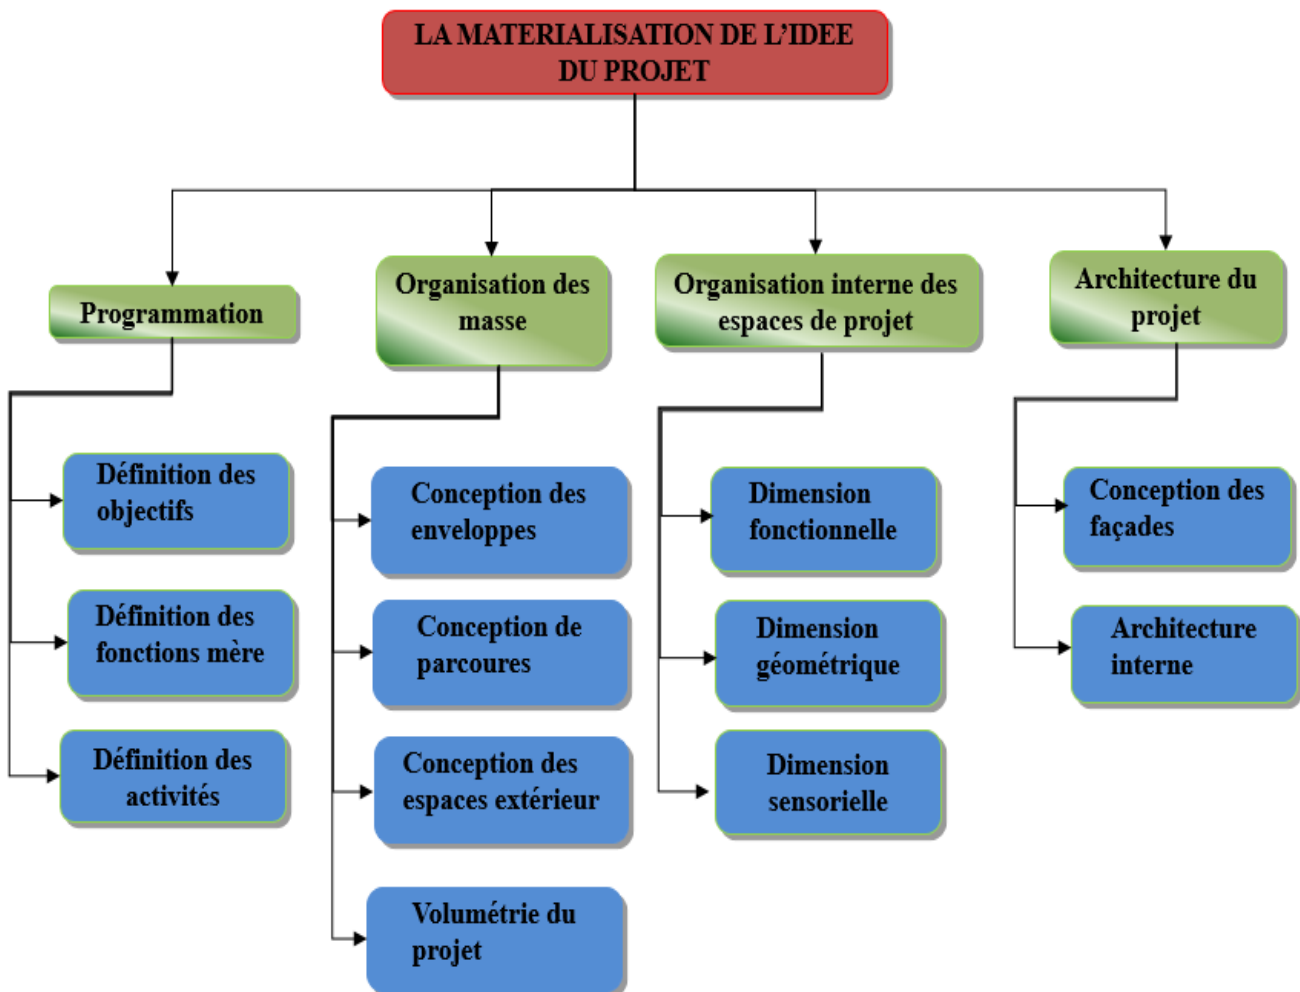 LA MATERIALISATION DE L'IDEE
DU PROJET
Programmation
Définition des
objectifs
Définition des
fonctions mère
Définition des
activités
Organisation des
masse
Conception des
enveloppes
Conception de
parcoures
Conception des
espaces extérieur
Volumétrie du
projet
Organisation interne des
espaces de projet
Dimension
fonctionnelle
Dimension
géométrique
Dimension
sensorielle
Architecture du
projet
Conception des
façades
Architecture
interne